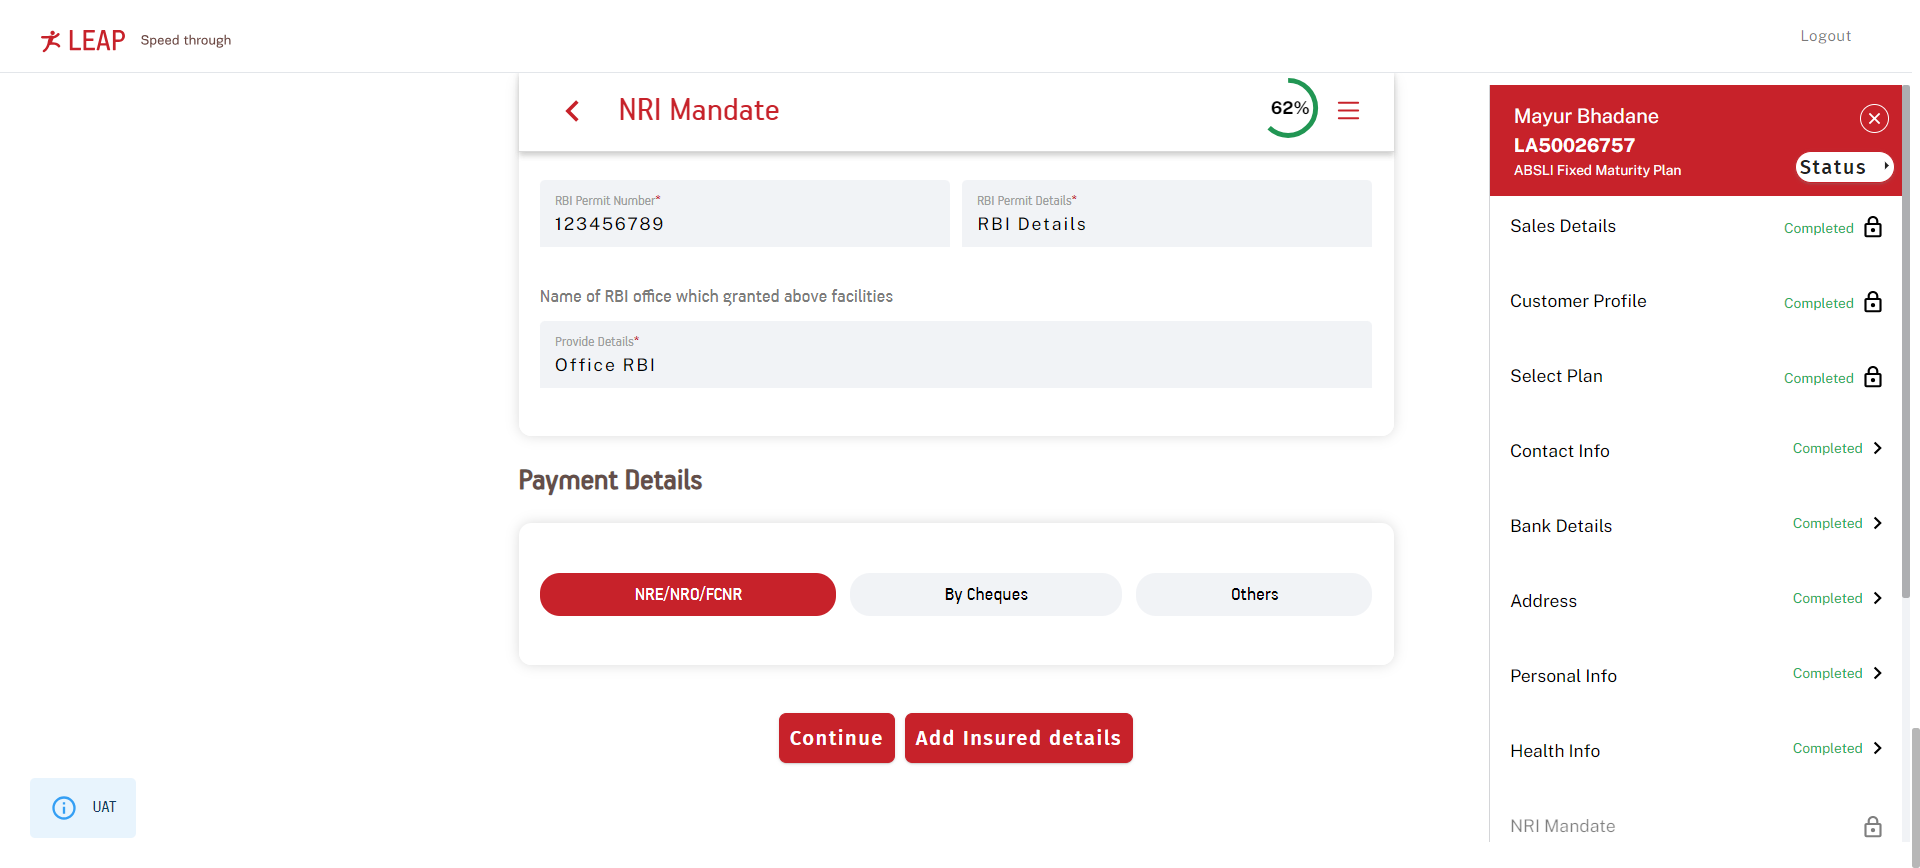 LEAP Speed through
Logout
NRI Mandate
62%
RBI Permit Number*
123456789
RBI Permit Details*
RBI Details
Name of RBI office which granted above facilities
Provide Details*
Office RBI
Payment Details
NRE/NRO/FCNR
By Cheques
Others
Continue
Add Insured details
UAT
Mayur Bhadane
LA50026757
ABSLI Fixed Maturity Plan
Status
Sales Details Completed
Customer Profile Completed
Select Plan Completed
Contact Info Completed
Bank Details Completed
Address Completed
Personal Info Completed
Health Info Completed
NRI Mandate